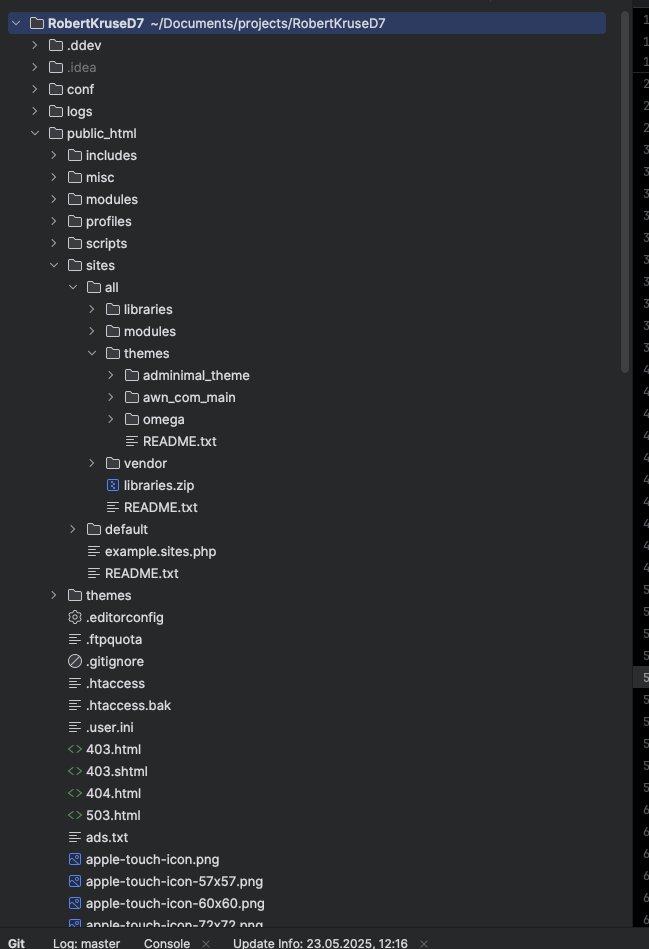 RobertKruseD7 ~/Documents/projects/RobertKruseD7
.ddev
.idea
conf
logs
public_html
includes
misc
modules
profiles
scripts
sites
all
libraries
modules
themes
adminimal_theme
awn_com_main
omega
README.txt
vendor
libraries.zip
README.txt
default
example.sites.php
README.txt
themes
.editorconfig
.ftpquota
.gitignore
.htaccess
.htaccess.bak
.user.ini
403.html
403.shtml
404.html
503.html
ads.txt
apple-touch-icon.png
apple-touch-icon-57x57.png
apple-touch-icon-60x60.png
apple-touch-icon-72x72.png
Git Log: master Console × Update Info: 23.05.2025, 12:16 ×